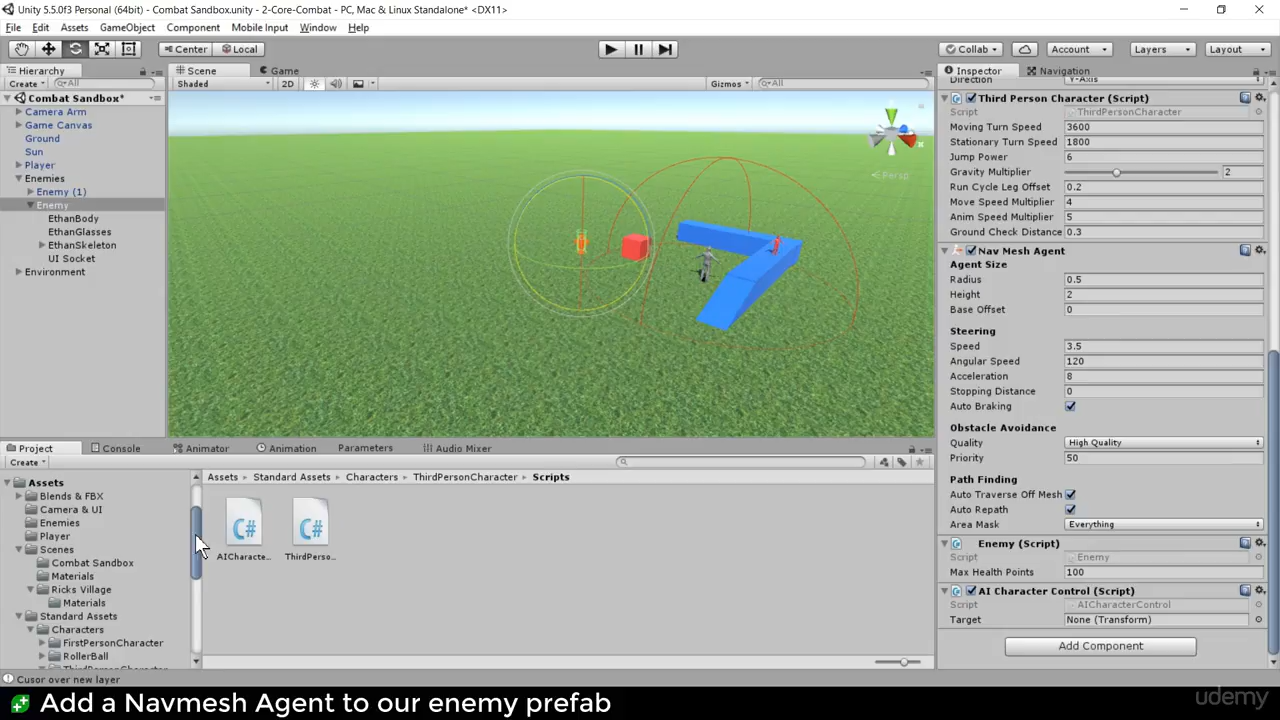 Unity 5.5.0f3 Personal (64bit) - Combat Sandbox.unity - 2-Core-Combat - PC, Mac & Linux Standalone* <DX11>
File Edit Assets GameObject Component Mobile Input Window Help
Center Local Collab Account Layers Layout
Hierarchy Scene Game Inspector Navigation
Create All Shaded 2D Gizmos All
Direction Y-Axis
Combat Sandbox*
Camera Arm
Game Canvas
Ground
Sun
Player
Enemies
Enemy (1)
Enemy
EthanBody
EthanGlasses
EthanSkeleton
UI Socket
Environment
Persp
Third Person Character (Script)
Script ThirdPersonCharacter
Moving Turn Speed 3600
Stationary Turn Speed 1800
Jump Power 6
Gravity Multiplier 2
Run Cycle Leg Offset 0.2
Move Speed Multiplier 4
Anim Speed Multiplier 5
Ground Check Distance 0.3
Nav Mesh Agent
Agent Size
Radius 0.5
Height 2
Base Offset 0
Steering
Speed 3.5
Angular Speed 120
Acceleration 8
Stopping Distance 0
Auto Braking
Obstacle Avoidance
Quality High Quality
Priority 50
Path Finding
Auto Traverse Off Mesh
Auto Repath
Area Mask Everything
Enemy (Script)
Script Enemy
Max Health Points 100
AI Character Control (Script)
Script AICharacterControl
Target None (Transform)
Add Component
Project Console Animator Animation Parameters Audio Mixer
Create
Assets
Blends & FBX
Camera & UI
Enemies
Player
Scenes
Combat Sandbox
Materials
Ricks Village
Materials
Standard Assets
Characters
FirstPersonCharacter
RollerBall
ThirdPersonCharacter
Assets Standard Assets Characters ThirdPersonCharacter Scripts
C# C#
AICharacte... ThirdPerso...
Cusor over new layer
Add a Navmesh Agent to our enemy prefab
udemy